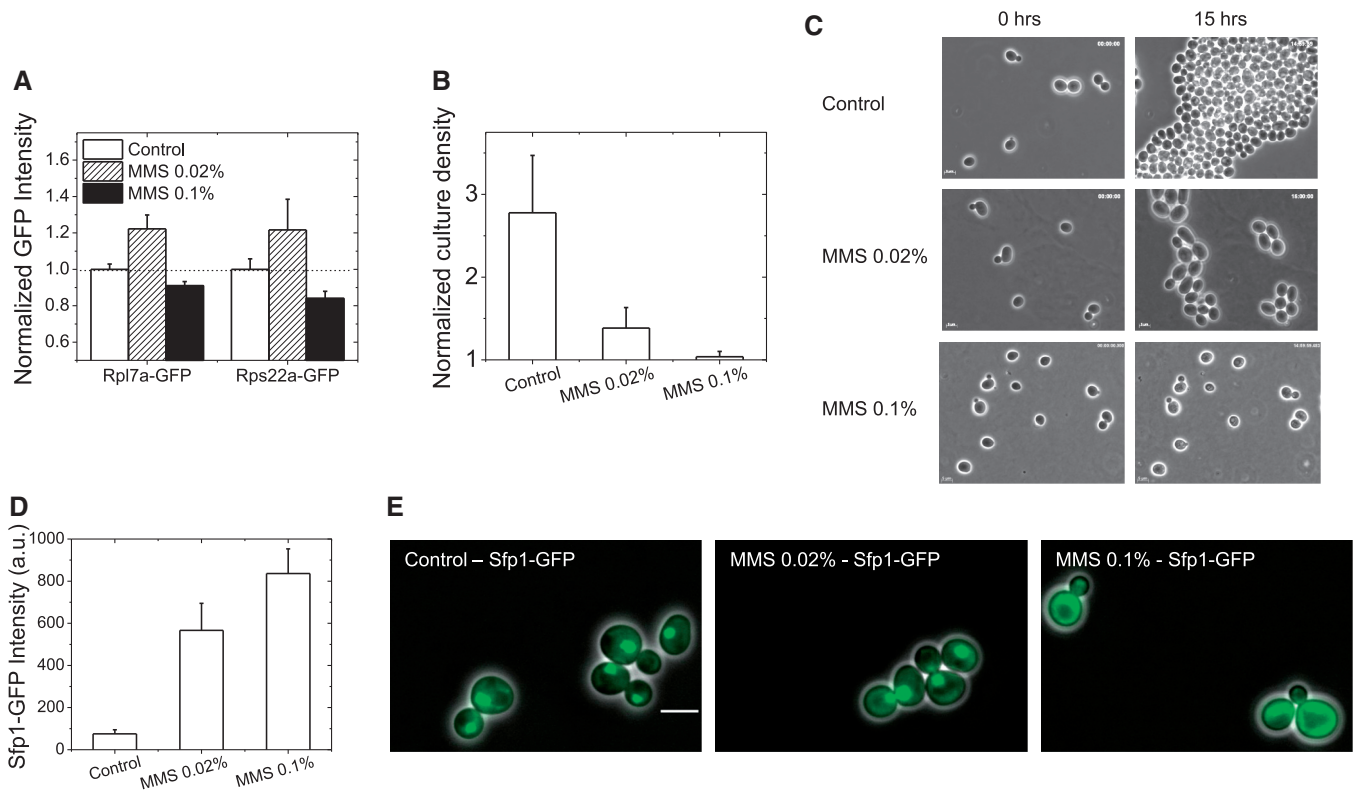 A
Normalized GFP Intensity
1.6
1.4
1.2
1.0
0.8
0.6
Control
MMS 0.02%
MMS 0.1%
Rpl7a-GFP
Rps22a-GFP
B
Normalized culture density
3
2
1
Control
MMS 0.02%
MMS 0.1%
C
0 hrs
15 hrs
Control
MMS 0.02%
MMS 0.1%
00:00:00
00:00:00
15:00:00
D
Sfp1-GFP Intensity (a.u.)
1000
800
600
400
200
0
Control
MMS 0.02%
MMS 0.1%
E
Control – Sfp1-GFP
MMS 0.02% - Sfp1-GFP
MMS 0.1% - Sfp1-GFP